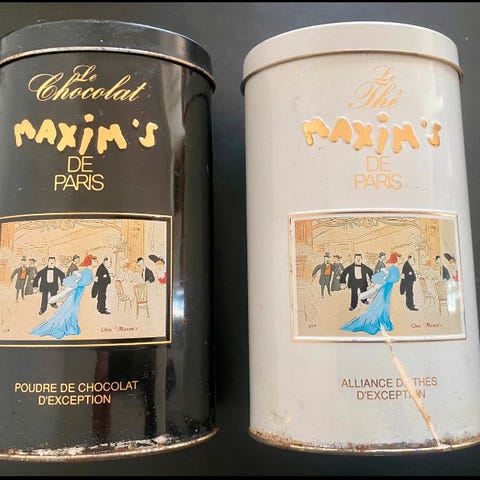 Le
Chocolat
MAXIM'S
DE
PARIS
Chez "Maxim's"
POUDRE DE CHOCOLAT
D'EXCEPTION
Le
Thé
MAXIM'S
DE
PARIS
Chez "Maxim's"
ALLIANCE DE THÉS
D'EXCEPTION